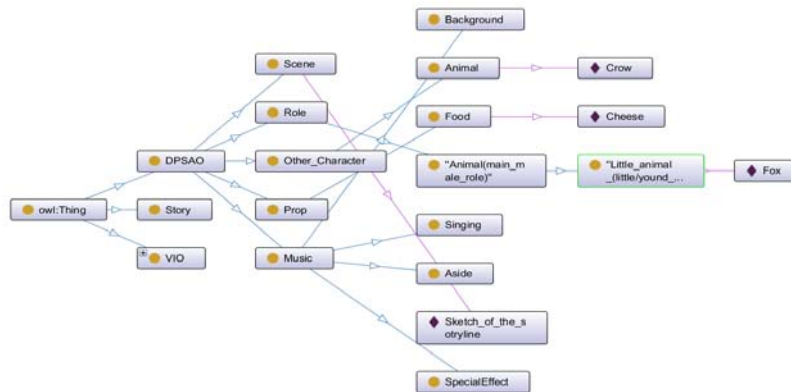 Background
Scene
Animal
Crow
Role
Food
Cheese
DPSAO
Other_Character
"Animal(main_m
ale_role)"
"Little_animal
_(little/yound_...
Fox
owl:Thing
Story
Prop
Singing
VIO
Music
Aside
Sketch_of_the_s
otryline
SpecialEffect